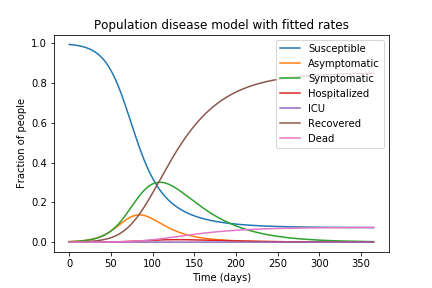 Population disease model with fitted rates
1.0
0.8
0.6
0.4
0.2
0.0
Fraction of people
Susceptible
Asymptomatic
Symptomatic
Hospitalized
ICU
Recovered
Dead
0 50 100 150 200 250 300 350
Time (days)